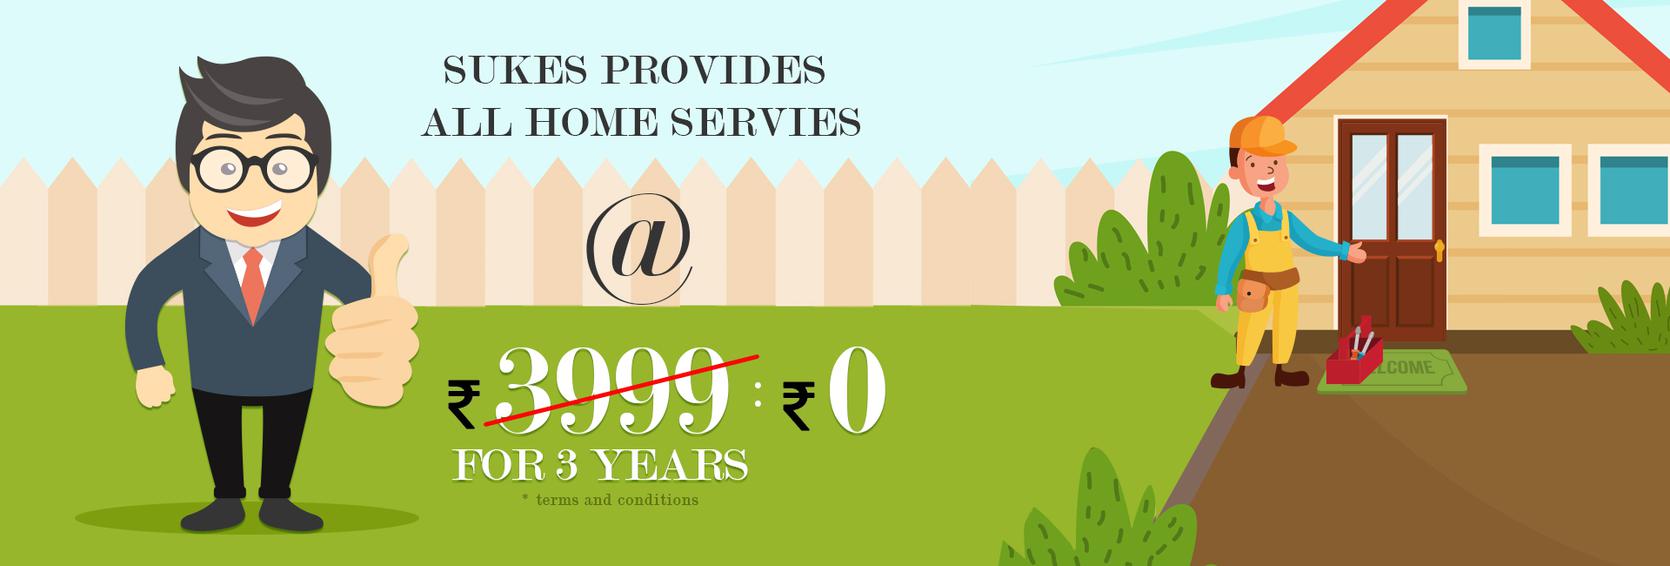 SUKES PROVIDES
ALL HOME SERVIES
@
₹ 3999 : ₹ 0
FOR 3 YEARS
* terms and conditions